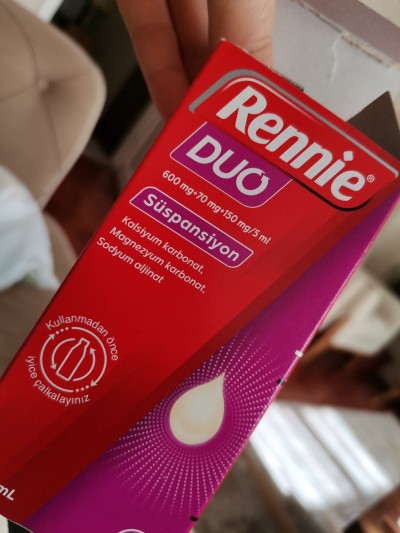 Rennie®
DUO
600 mg+70 mg+150 mg/5 ml
Süspansiyon
Kalsiyum karbonat,
Magnezyum karbonat,
Sodyum aljinat
Kullanmadan önce
iyice çalkalayınız
mL